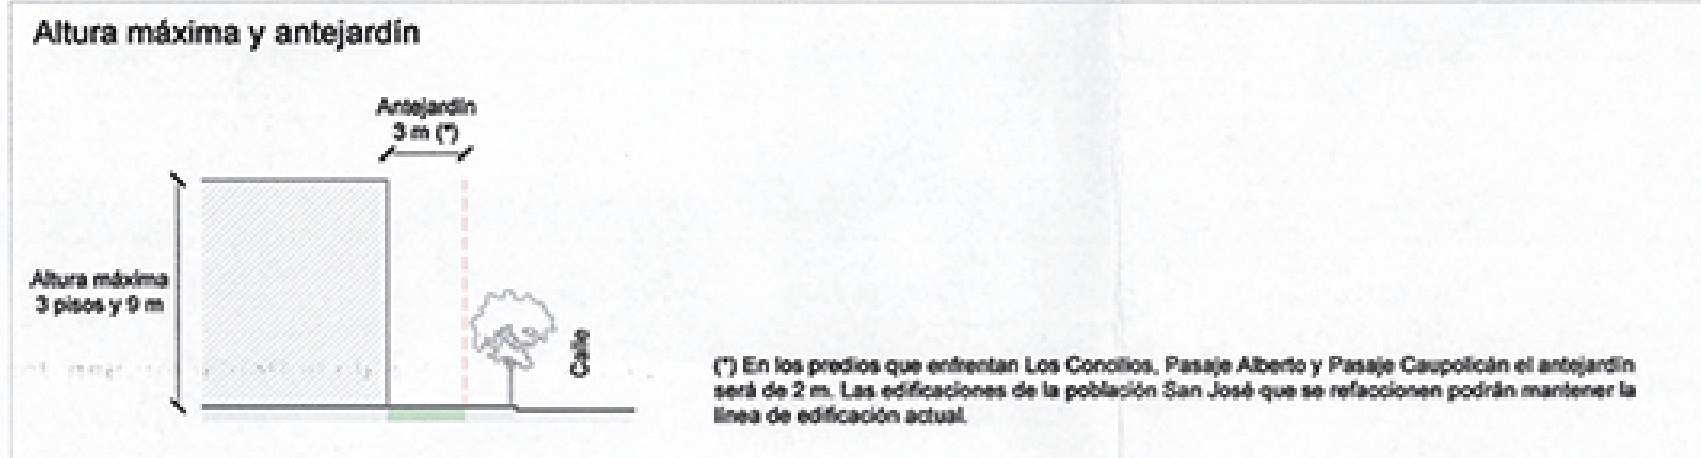 Altura máxima y antejardín
Antejardín
3 m (*)
Altura máxima
3 pisos y 9 m
Calle
(*) En los predios que enfrentan Los Concilios, Pasaje Alberto y Pasaje Caupolicán el antejardín
será de 2 m. Las edificaciones de la población San José que se refaccionen podrán mantener la
línea de edificación actual.